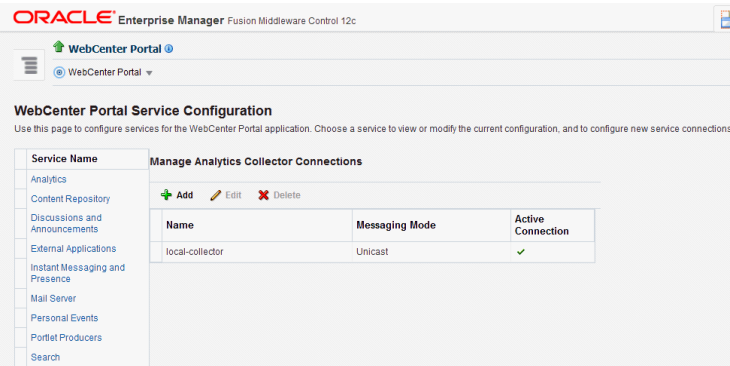 ORACLE Enterprise Manager Fusion Middleware Control 12c
WebCenter Portal
WebCenter Portal
WebCenter Portal Service Configuration
Use this page to configure services for the WebCenter Portal application. Choose a service to view or modify the current configuration, and to configure new service connections
Service Name
Analytics
Content Repository
Discussions and
Announcements
External Applications
Instant Messaging and
Presence
Mail Server
Personal Events
Portlet Producers
Search
Manage Analytics Collector Connections
Add Edit Delete
Name Messaging Mode Active
Connection
local-collector Unicast